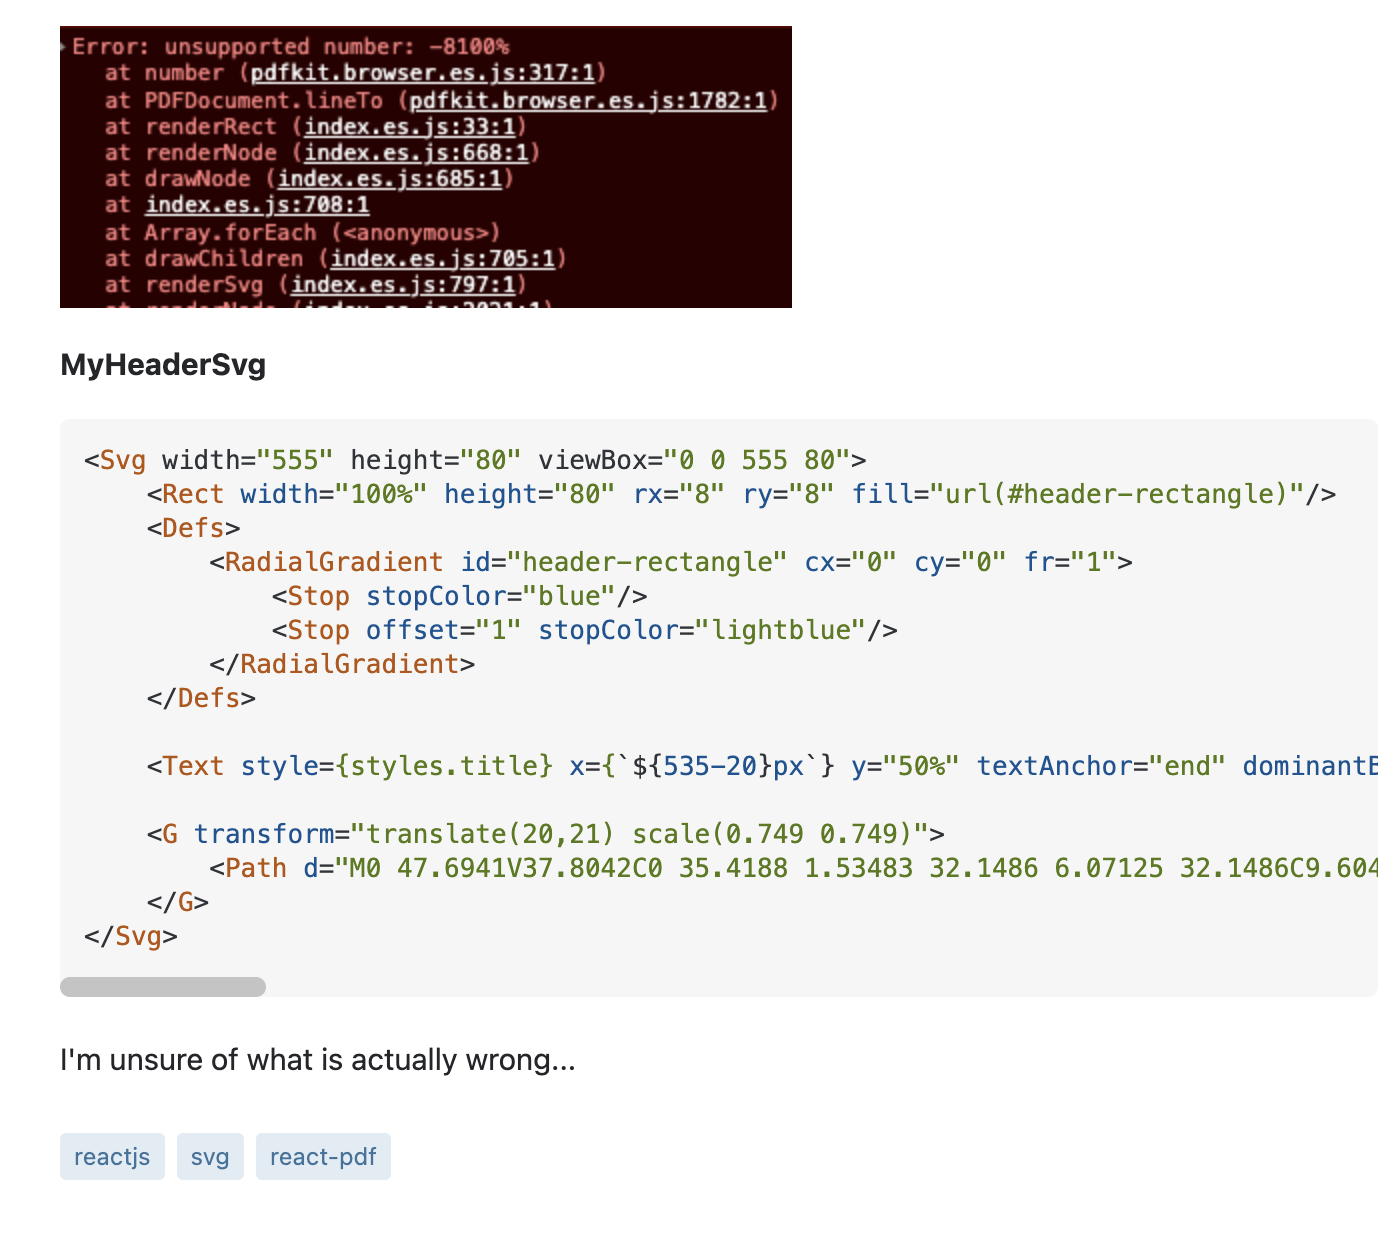 Error: unsupported number: -8100%
at number (pdfkit.browser.es.js:317:1)
at PDFDocument.lineTo (pdfkit.browser.es.js:1782:1)
at renderRect (index.es.js:33:1)
at renderNode (index.es.js:668:1)
at drawNode (index.es.js:685:1)
at index.es.js:708:1
at Array.forEach (<anonymous>)
at drawChildren (index.es.js:705:1)
at renderSvg (index.es.js:797:1)
MyHeaderSvg
<Svg width="555" height="80" viewBox="0 0 555 80">
<Rect width="100%" height="80" rx="8" ry="8" fill="url(#header-rectangle)"/>
<Defs>
<RadialGradient id="header-rectangle" cx="0" cy="0" fr="1">
<Stop stopColor="blue"/>
<Stop offset="1" stopColor="lightblue"/>
</RadialGradient>
</Defs>
<Text style={styles.title} x={`${535-20}px`} y="50%" textAnchor="end" dominantB
<G transform="translate(20,21) scale(0.749 0.749)">
<Path d="M0 47.6941V37.8042C0 35.4188 1.53483 32.1486 6.07125 32.1486C9.604
</G>
</Svg>
I'm unsure of what is actually wrong...
reactjs svg react-pdf